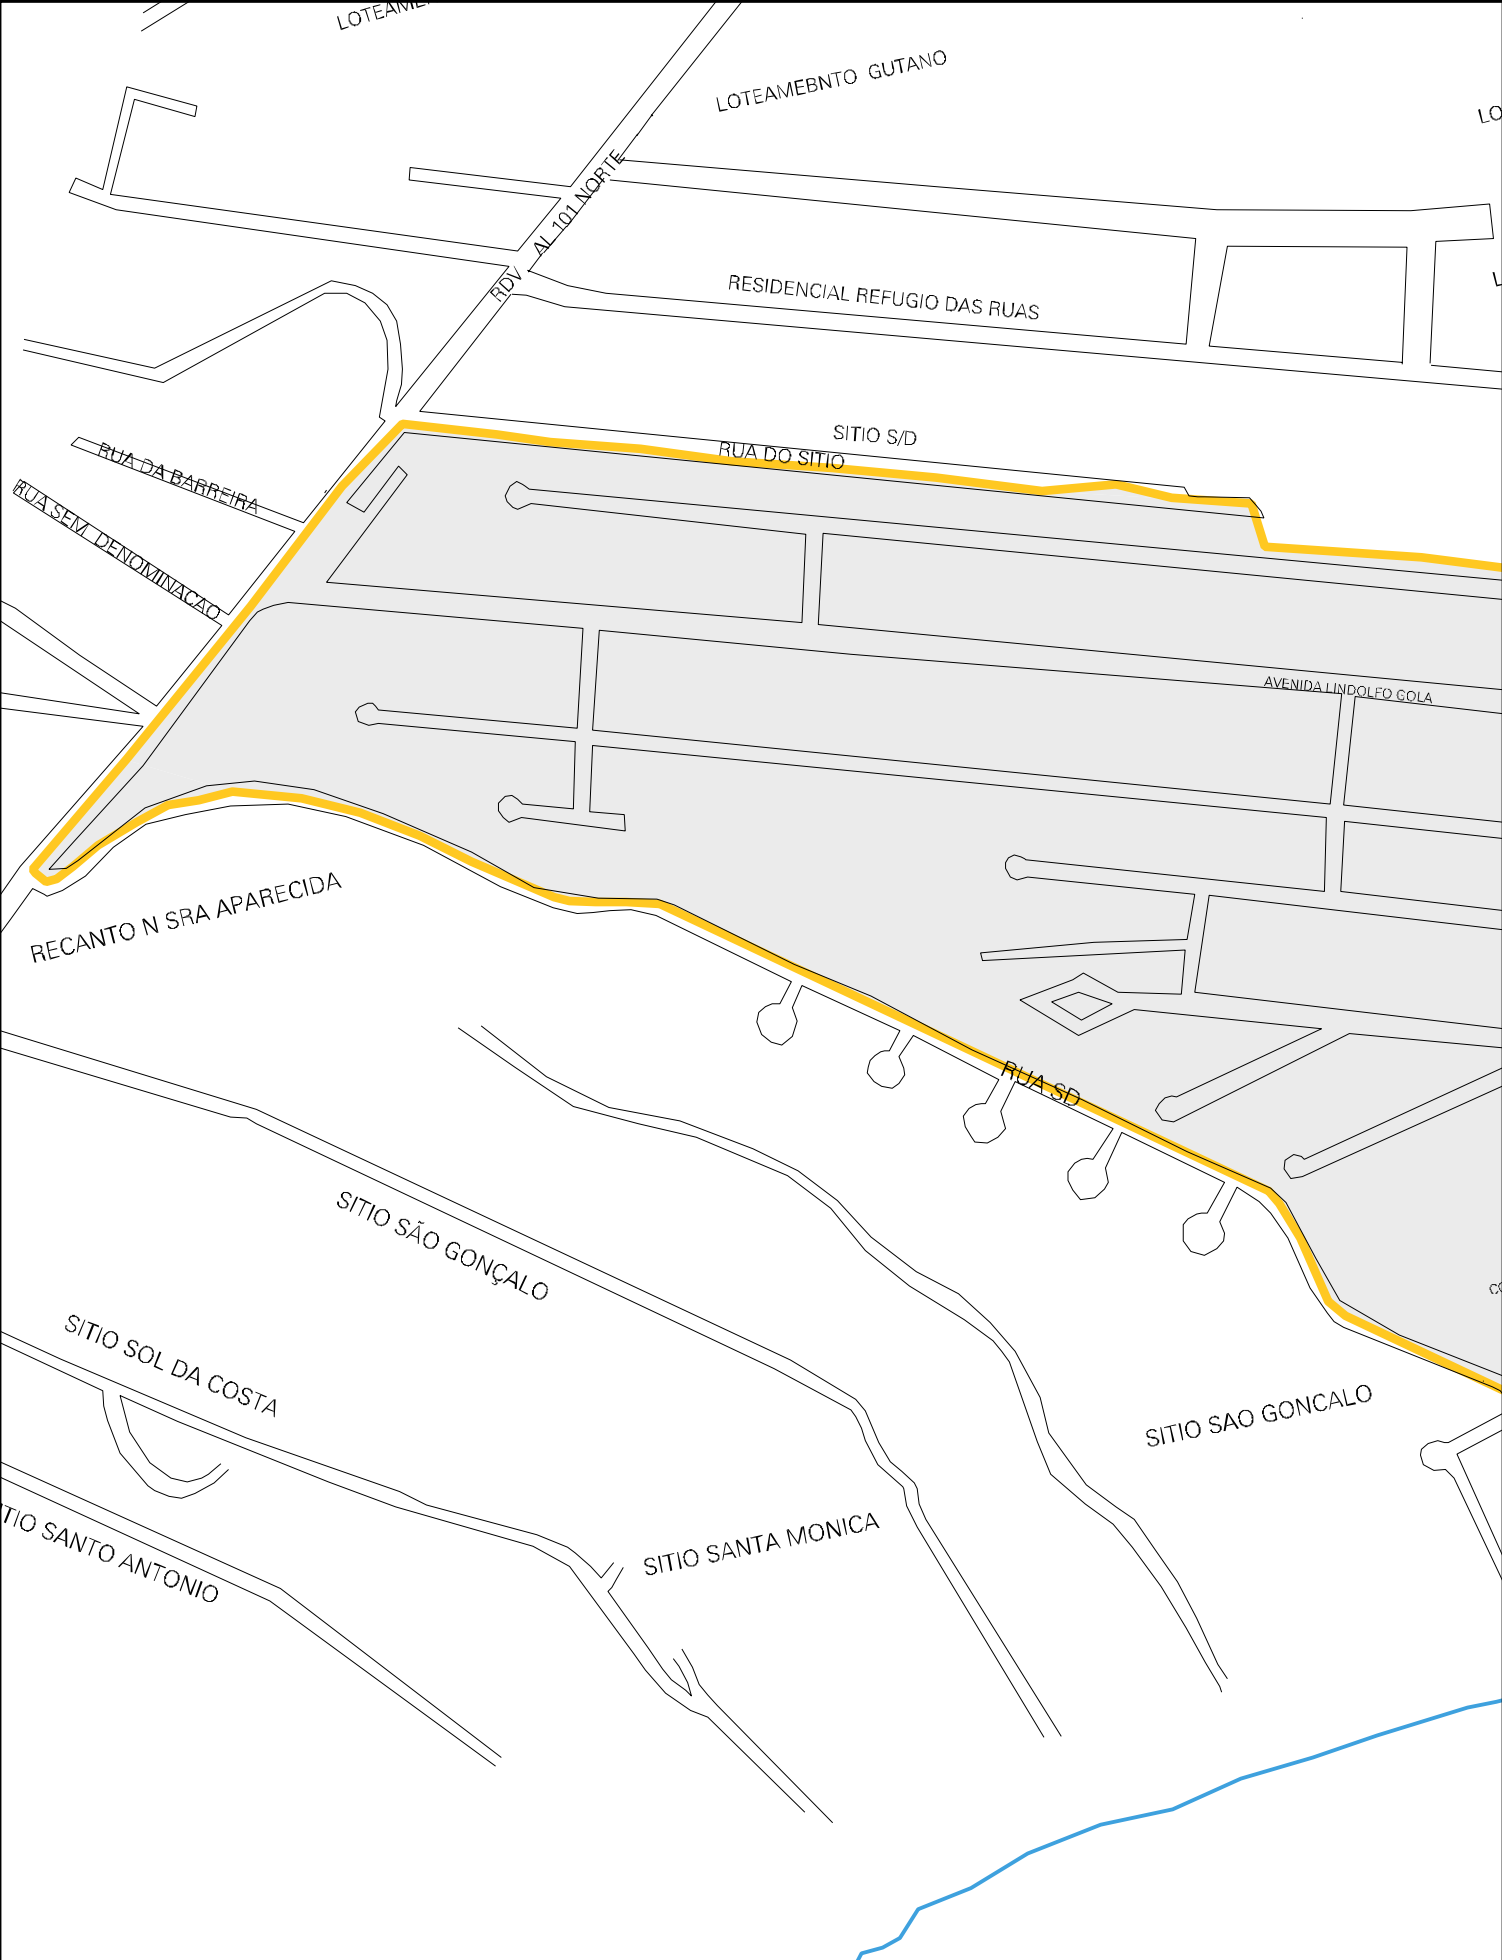 LOTEAMEBNTO GUTANO
RDV AL 101 NORTE
RESIDENCIAL REFUGIO DAS RUAS
SITIO S/D
RUA DO SITIO
RUA DA BARREIRA
RUA SEM DENOMINACAO
AVENIDA LINDOLFO GOLA
RECANTO N SRA APARECIDA
RUA SD
SITIO SÃO GONÇALO
SITIO SOL DA COSTA
SITIO SAO GONCALO
SITIO SANTA MONICA
TIO SANTO ANTONIO